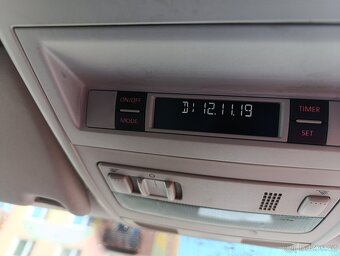 ON/OFF
MODE
D: 12.11.19
TIMER
SET